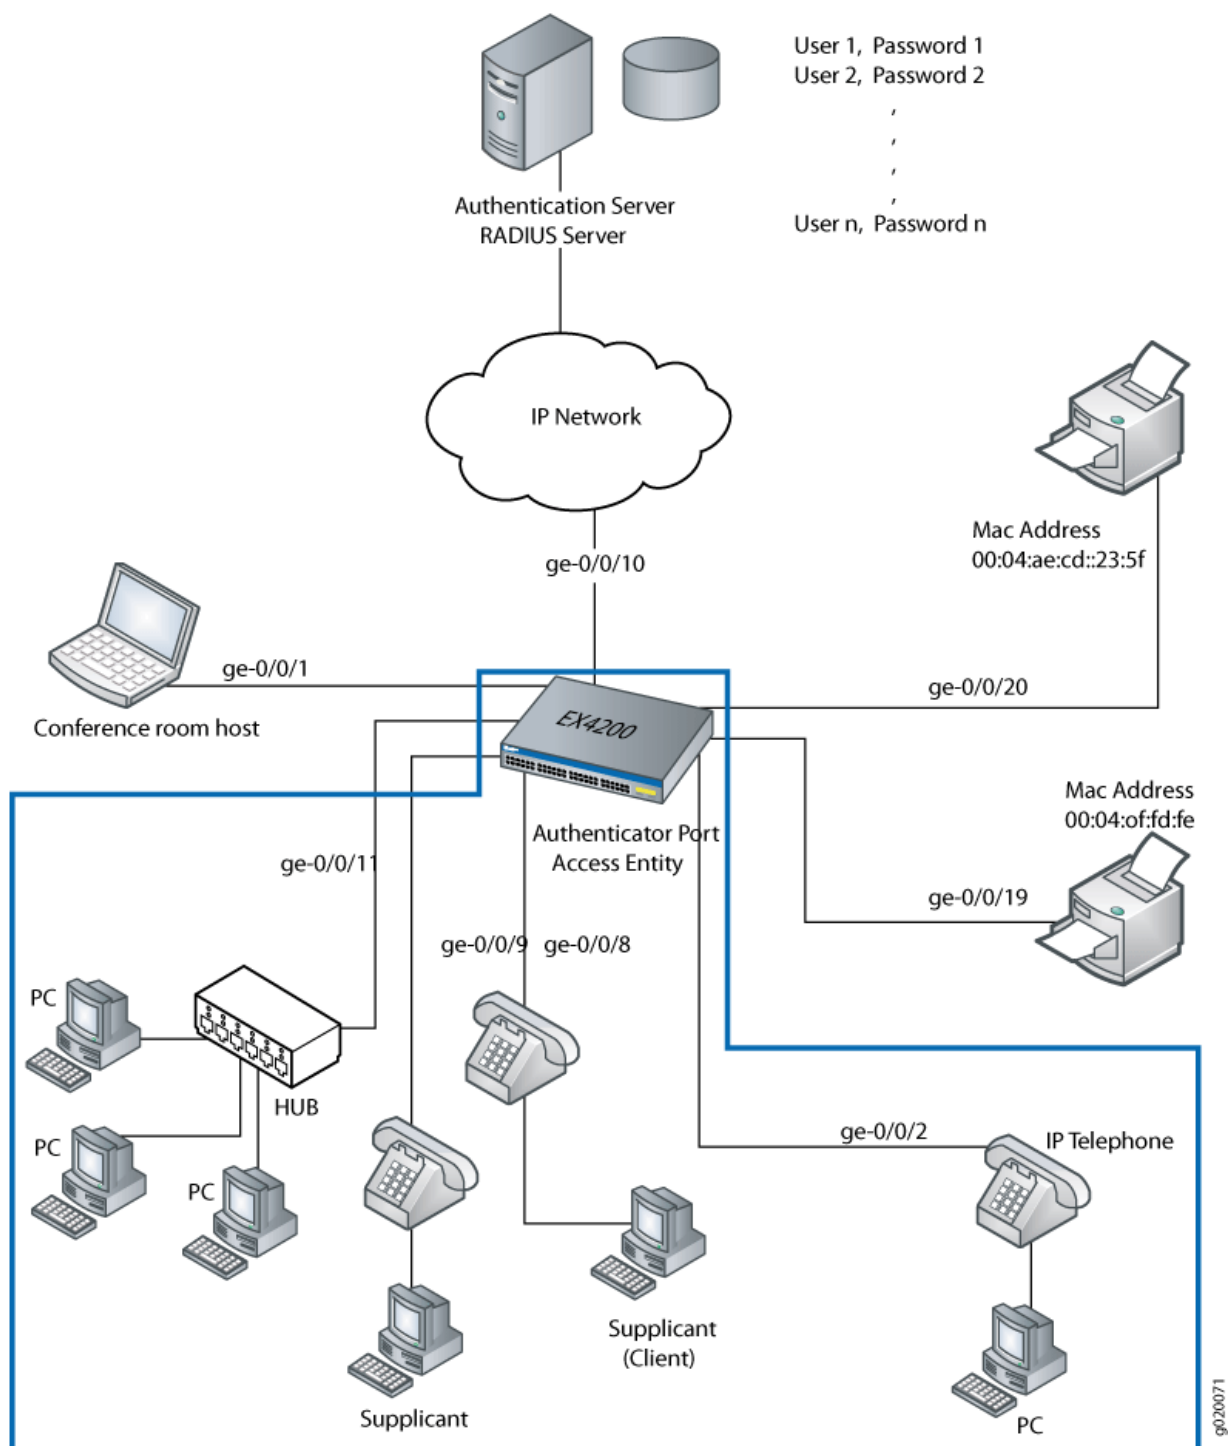 User 1, Password 1
User 2, Password 2
,
,
,
,
User n, Password n
Authentication Server
RADIUS Server
IP Network
Mac Address
00:04:ae:cd::23:5f
ge-0/0/10
ge-0/0/1
ge-0/0/20
Conference room host
EX4200
Mac Address
00:04:of:fd:fe
Authenticator Port
Access Entity
ge-0/0/11
ge-0/0/19
ge-0/0/9
ge-0/0/8
PC
HUB
ge-0/0/2
IP Telephone
PC
PC
Supplicant
(Client)
Supplicant
PC
g020071